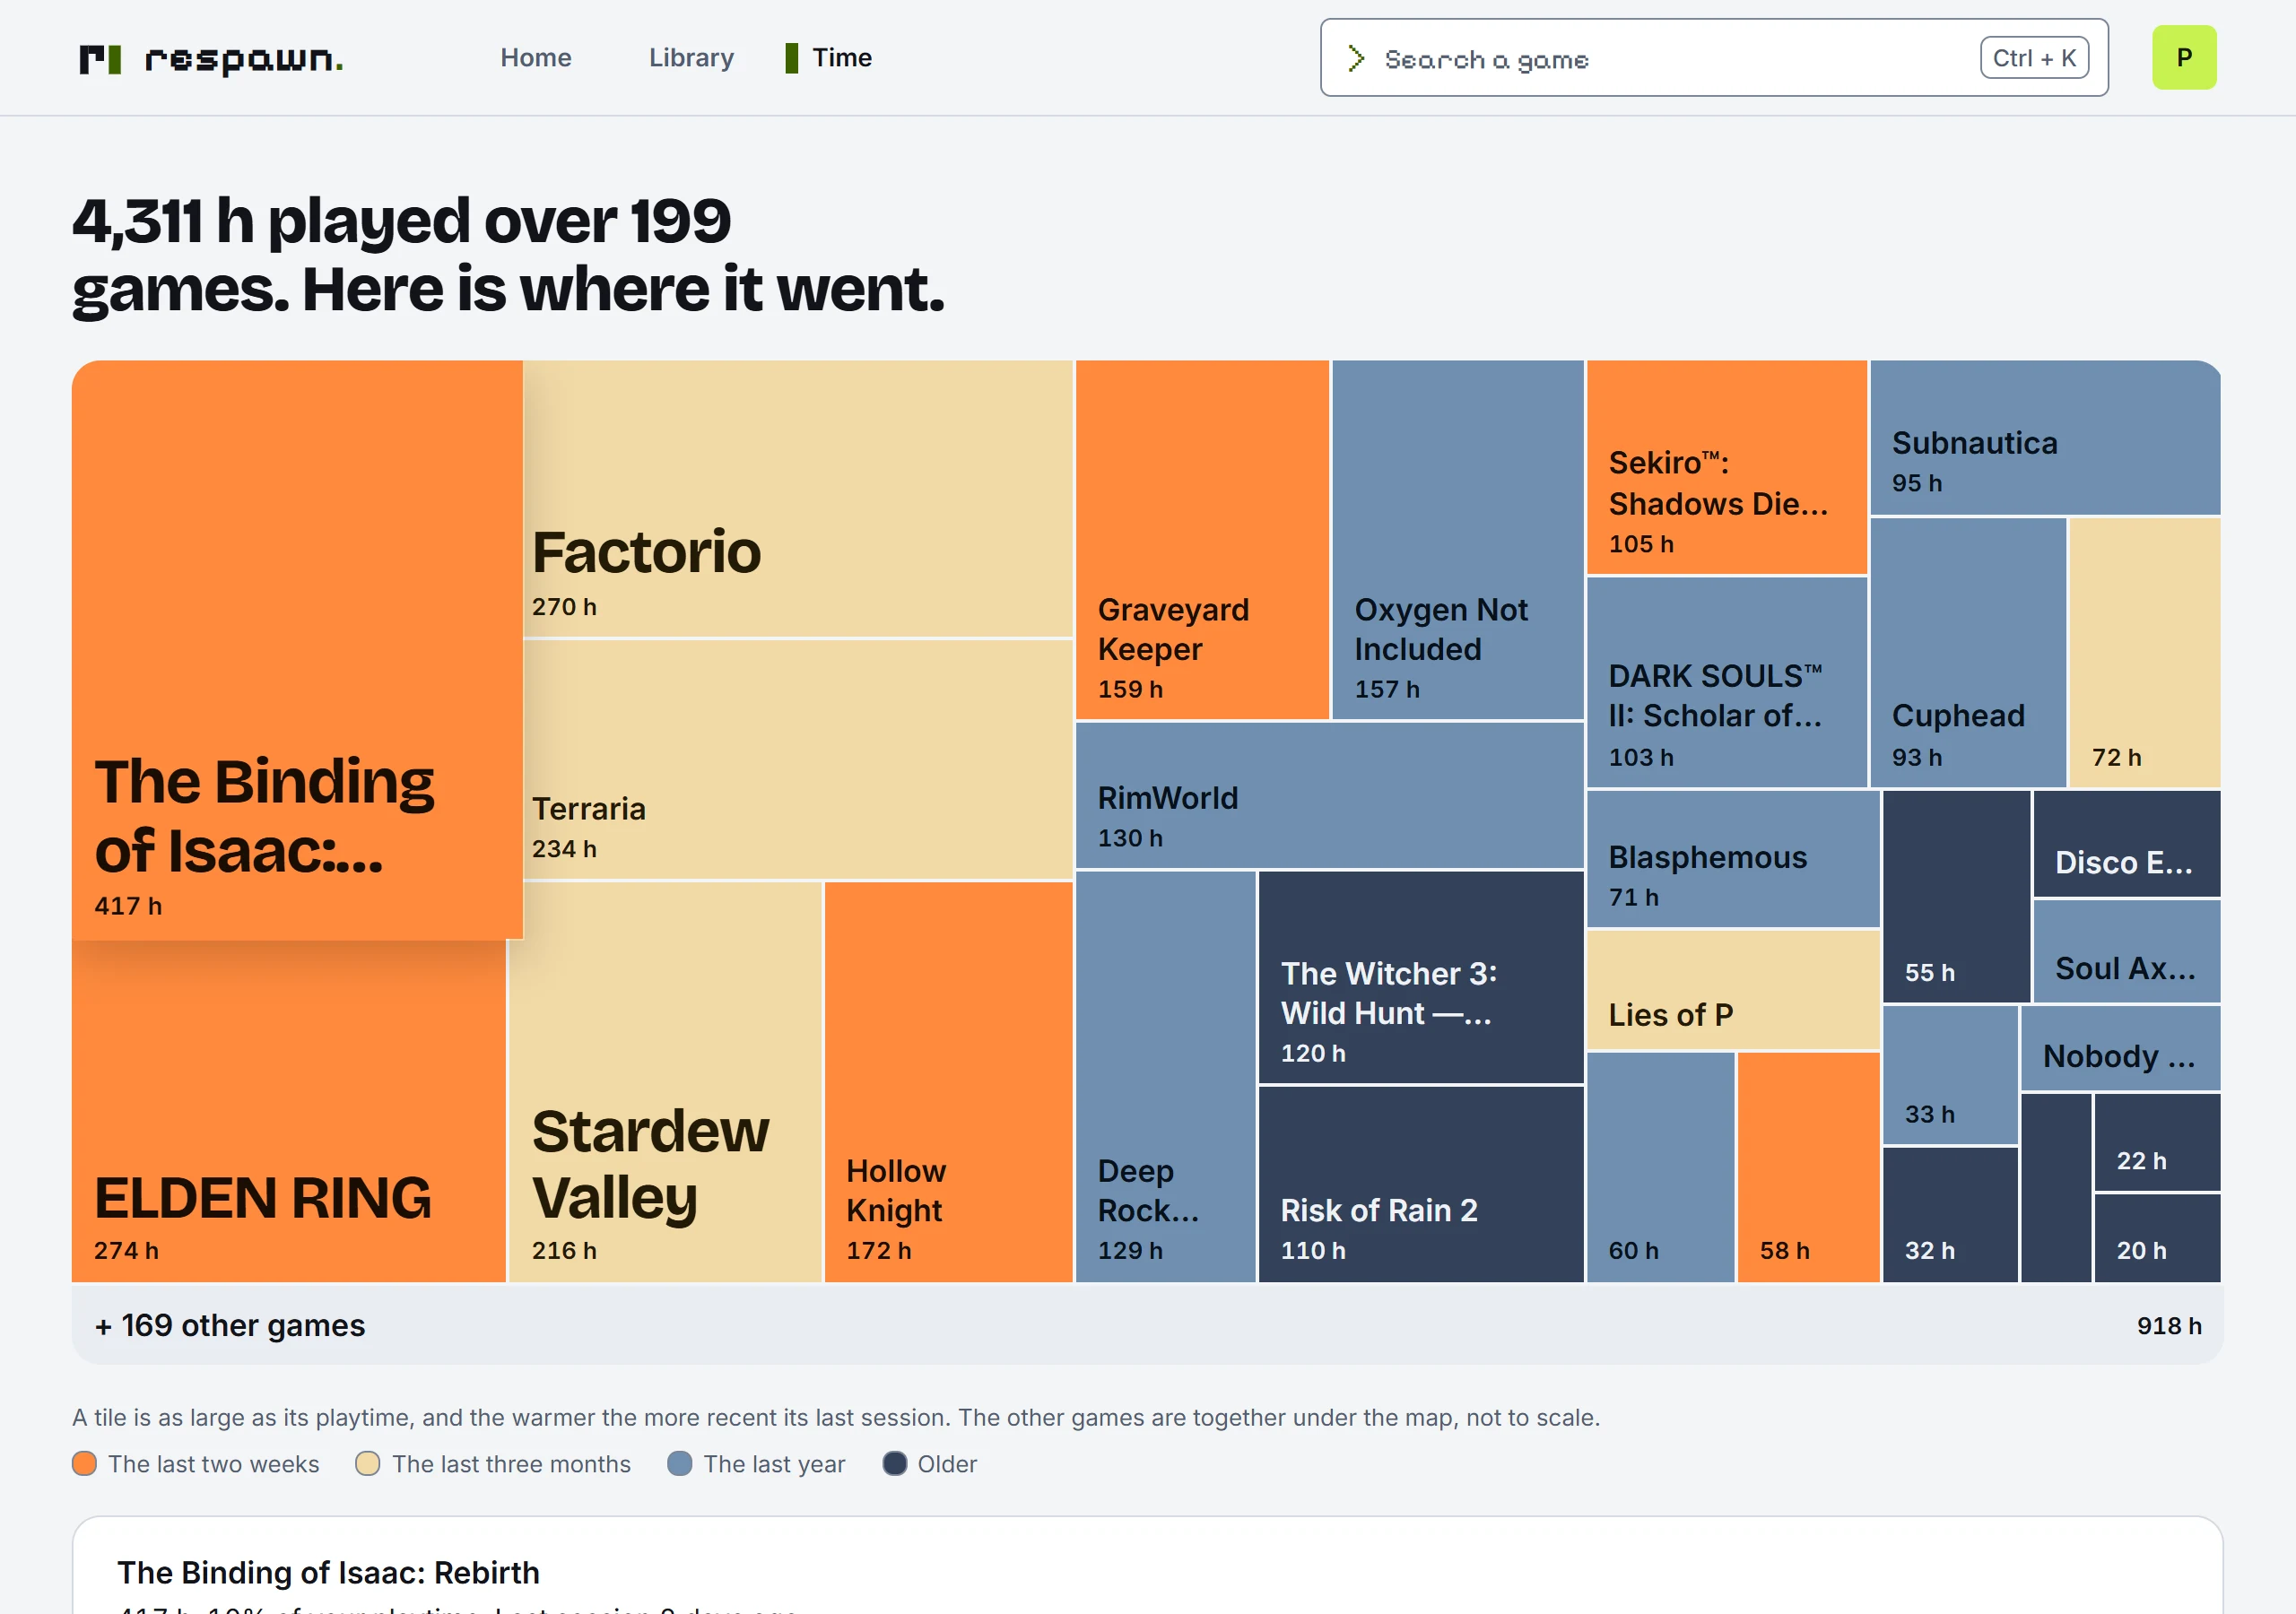 respawn.
Home
Library
Time
Search a game
Ctrl + K
P
4,311 h played over 199
games. Here is where it went.
The Binding
of Isaac:...
417 h
Factorio
270 h
Terraria
234 h
ELDEN RING
274 h
Stardew
Valley
216 h
Hollow
Knight
172 h
Graveyard
Keeper
159 h
Oxygen Not
Included
157 h
RimWorld
130 h
Deep
Rock...
129 h
The Witcher 3:
Wild Hunt —...
120 h
Risk of Rain 2
110 h
Sekiro™:
Shadows Die...
105 h
DARK SOULS™
II: Scholar of...
103 h
Subnautica
95 h
Cuphead
93 h
72 h
Blasphemous
71 h
Lies of P
60 h
58 h
55 h
Disco E...
Soul Ax...
33 h
Nobody ...
32 h
22 h
20 h
+ 169 other games
918 h
A tile is as large as its playtime, and the warmer the more recent its last session. The other games are together under the map, not to scale.
The last two weeks
The last three months
The last year
Older
The Binding of Isaac: Rebirth